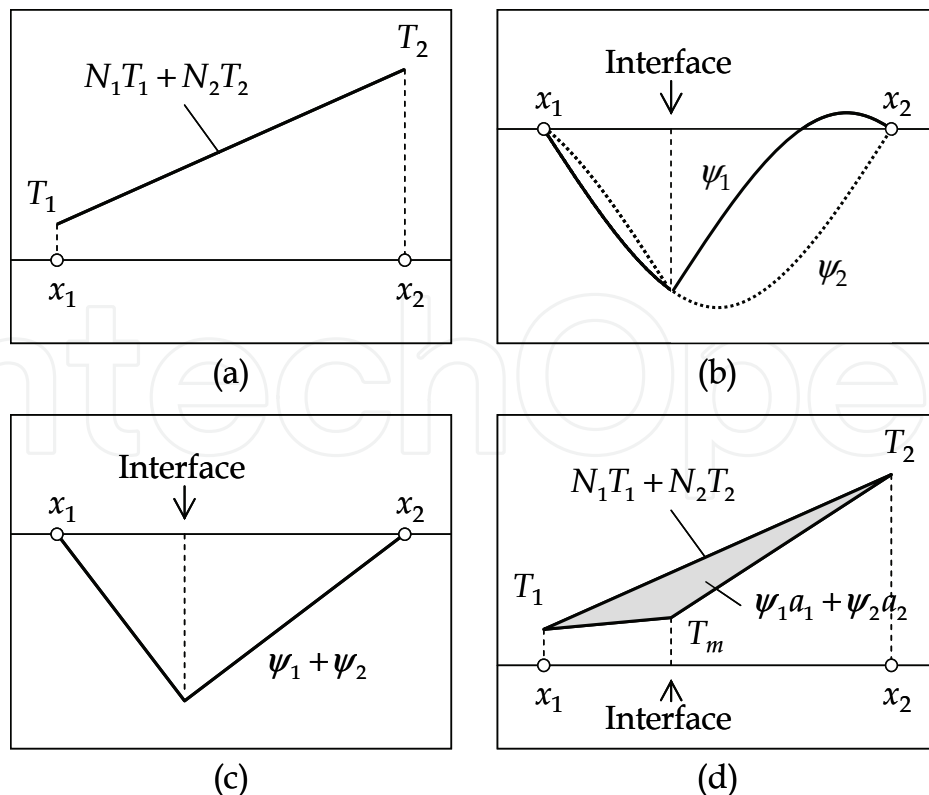 T₂
N₁T₁ + N₂T₂
T₁
x₁
x₂
(a)
Interface
x₁
x₂
ψ₁
ψ₂
(b)
Interface
x₁
x₂
ψ₁ + ψ₂
(c)
T₂
N₁T₁ + N₂T₂
T₁
ψ₁a₁ + ψ₂a₂
Tₘ
x₁
x₂
Interface
(d)
ntechOpe